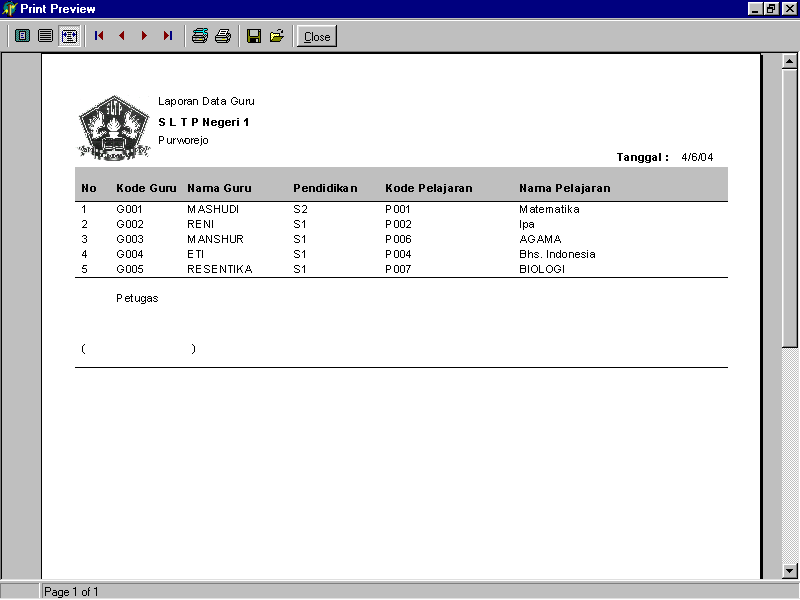 Print Preview
Close
SLTP
Laporan Data Guru
S L T P Negeri 1
Purworejo
Tanggal : 4/6/04
No Kode Guru Nama Guru Pendidikan Kode Pelajaran Nama Pelajaran
1 G001 MASHUDI S2 P001 Matematika
2 G002 RENI S1 P002 Ipa
3 G003 MANSHUR S1 P006 AGAMA
4 G004 ETI S1 P004 Bhs. Indonesia
5 G005 RESENTIKA S1 P007 BIOLOGI
Petugas
( )
Page 1 of 1